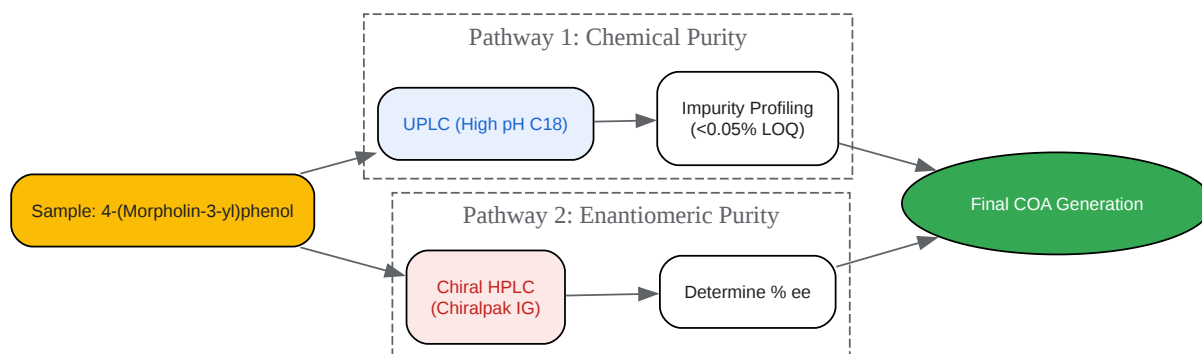 Pathway 1: Chemical Purity
UPLC (High pH C18)
Impurity Profiling
(<0.05% LOQ)
Sample: 4-(Morpholin-3-yl)phenol
Final COA Generation
Pathway 2: Enantiomeric Purity
Chiral HPLC
(Chiralpak IG)
Determine % ee